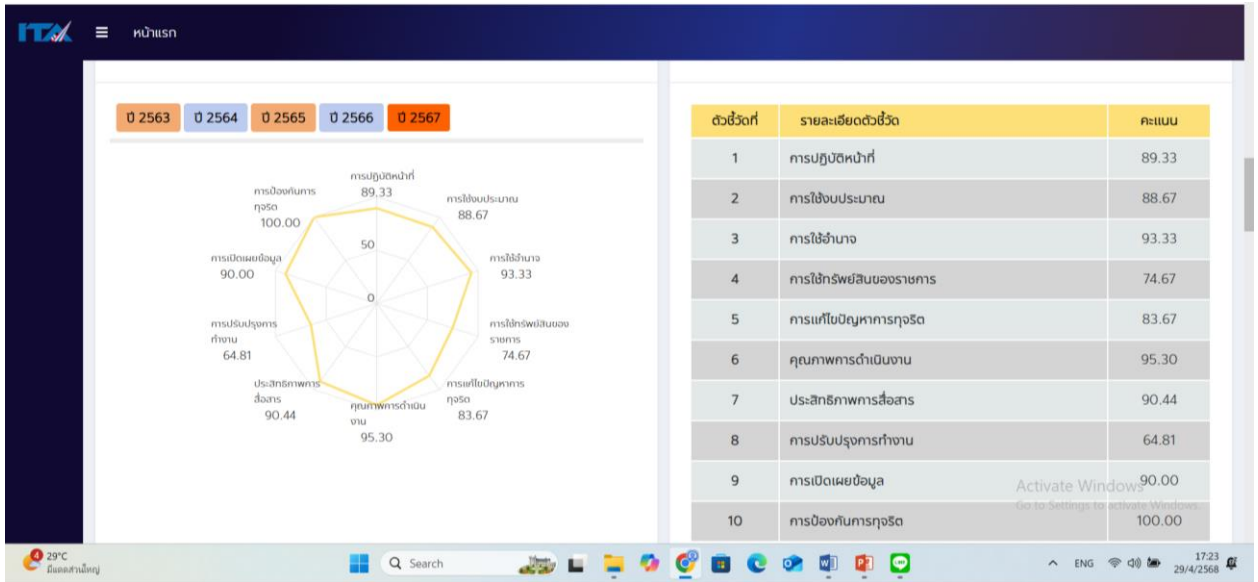 ITA
หน้าแรก
ปี 2563 ปี 2564 ปี 2565 ปี 2566 ปี 2567
การปฏิบัติหน้าที่
89.33
การใช้งบประมาณ
88.67
การใช้อำนาจ
93.33
การใช้ทรัพย์สินของ
ราชการ
74.67
การแก้ไขปัญหาการ
ทุจริต
83.67
คุณภาพการดำเนิน
งาน
95.30
ประสิทธิภาพการ
สื่อสาร
90.44
การปรับปรุงการ
ทำงาน
64.81
การเปิดเผยข้อมูล
90.00
การป้องกันการ
ทุจริต
100.00
50
0
ตัวชี้วัดที่ รายละเอียดตัวชี้วัด คะแนน
1 การปฏิบัติหน้าที่ 89.33
2 การใช้งบประมาณ 88.67
3 การใช้อำนาจ 93.33
4 การใช้ทรัพย์สินของราชการ 74.67
5 การแก้ไขปัญหาการทุจริต 83.67
6 คุณภาพการดำเนินงาน 95.30
7 ประสิทธิภาพการสื่อสาร 90.44
8 การปรับปรุงการทำงาน 64.81
9 การเปิดเผยข้อมูล 90.00
10 การป้องกันการทุจริต 100.00
Activate Windows
Go to Settings to activate Windows.
4
29°C
มีแดดส่วนใหญ่
Search
ENG
17:23
29/4/2568